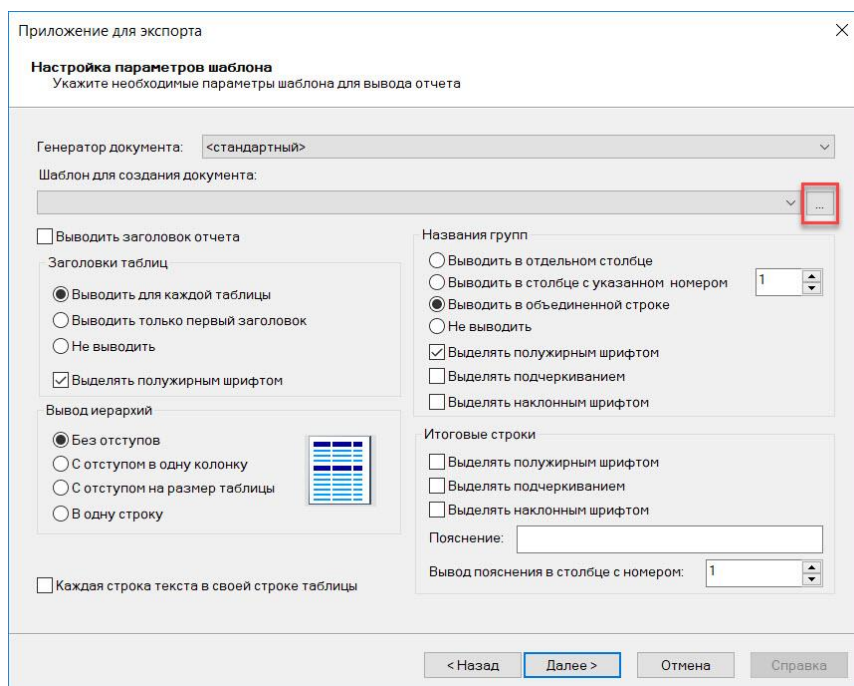 Приложение для экспорта
Настройка параметров шаблона
Укажите необходимые параметры шаблона для вывода отчета
Генератор документа: <стандартный>
Шаблон для создания документа:
...
Выводить заголовок отчета
Заголовки таблиц
Выводить для каждой таблицы
Выводить только первый заголовок
Не выводить
Выделять полужирным шрифтом
Вывод иерархий
Без отступов
С отступом в одну колонку
С отступом на размер таблицы
В одну строку
Каждая строка текста в своей строке таблицы
Названия групп
Выводить в отдельном столбце
Выводить в столбце с указанном номером 1
Выводить в объединенной строке
Не выводить
Выделять полужирным шрифтом
Выделять подчеркиванием
Выделять наклонным шрифтом
Итоговые строки
Выделять полужирным шрифтом
Выделять подчеркиванием
Выделять наклонным шрифтом
Пояснение:
Вывод пояснения в столбце с номером: 1
< Назад Далее > Отмена Справка